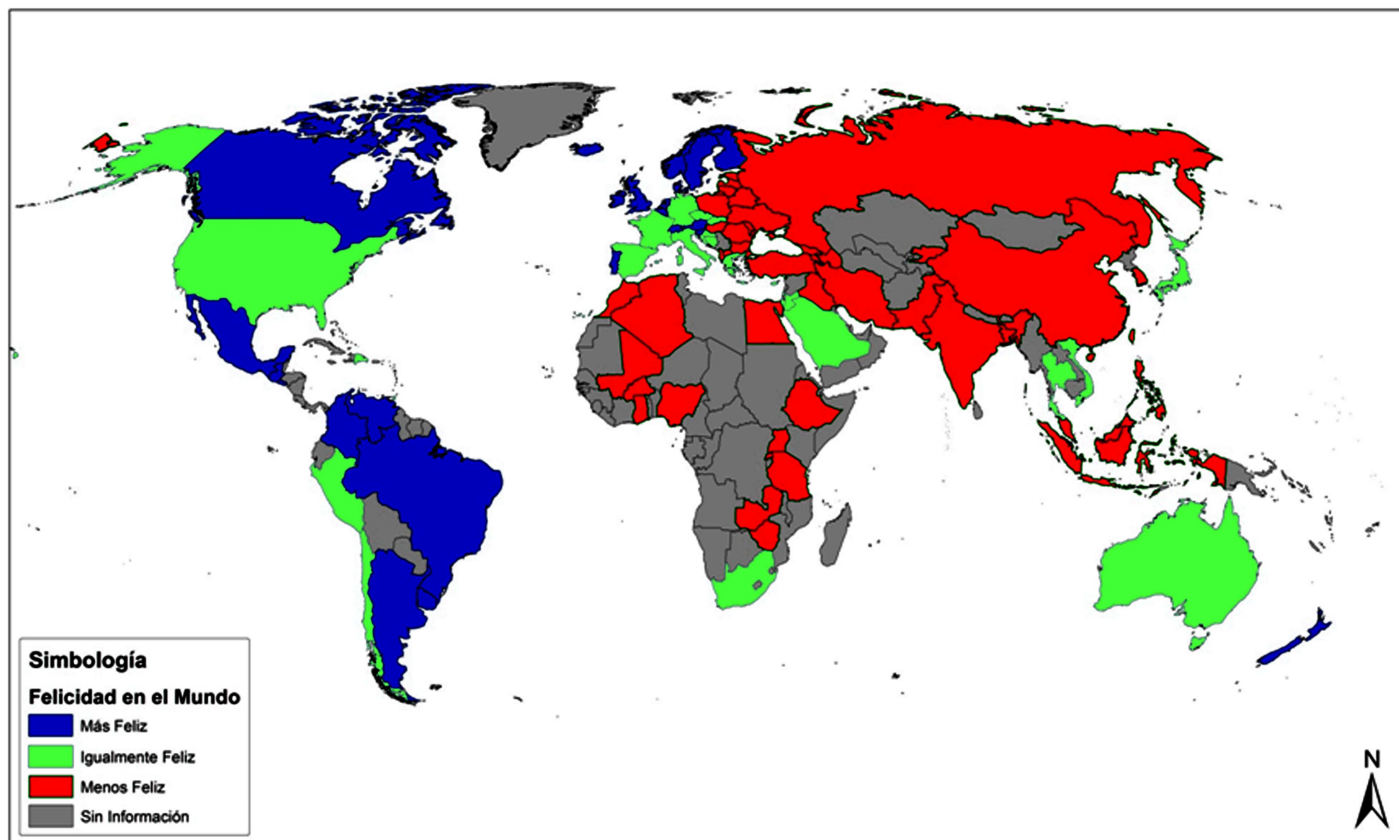 Simbología
Felicidad en el Mundo
Más Feliz
Igualmente Feliz
Menos Feliz
Sin Información
N